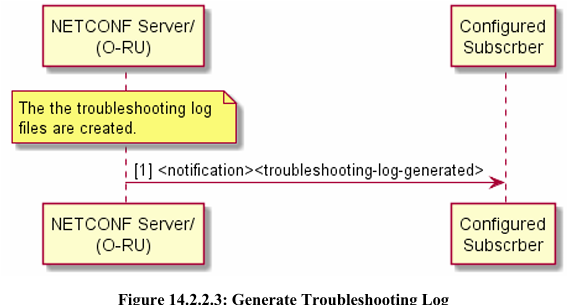 NETCONF Server/
(O-RU)
Configured
Subscrber
The the troubleshooting log
files are created.
[1] <notification><troubleshooting-log-generated>
NETCONF Server/
(O-RU)
Configured
Subscrber
Figure 14.2.2.3: Generate Troubleshooting Log